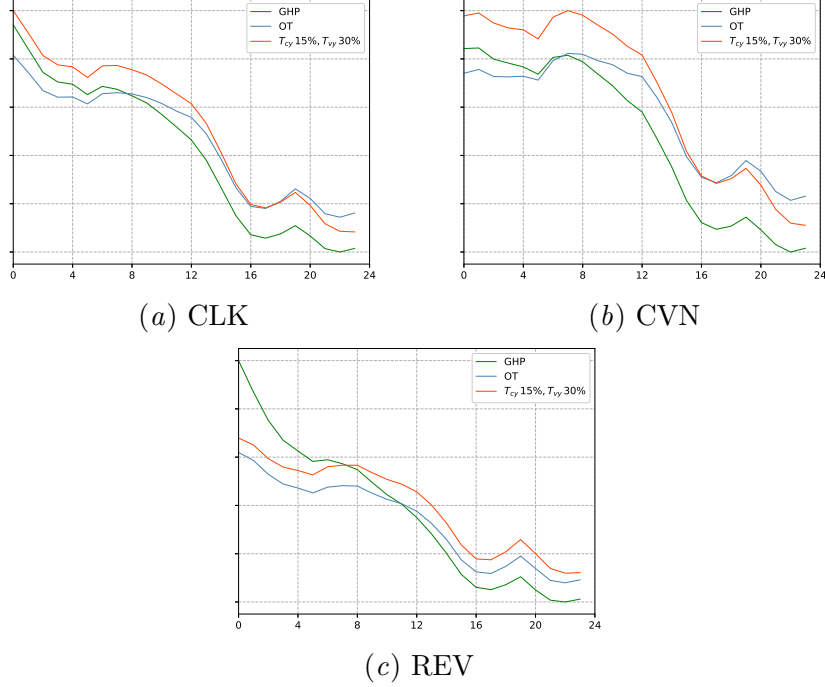 GHP
OT
T_{cy} 15%, T_{vy} 30%
0 4 8 12 16 20 24
(a) CLK
GHP
OT
T_{cy} 15%, T_{vy} 30%
0 4 8 12 16 20 24
(b) CVN
GHP
OT
T_{cy} 15%, T_{vy} 30%
0 4 8 12 16 20 24
(c) REV